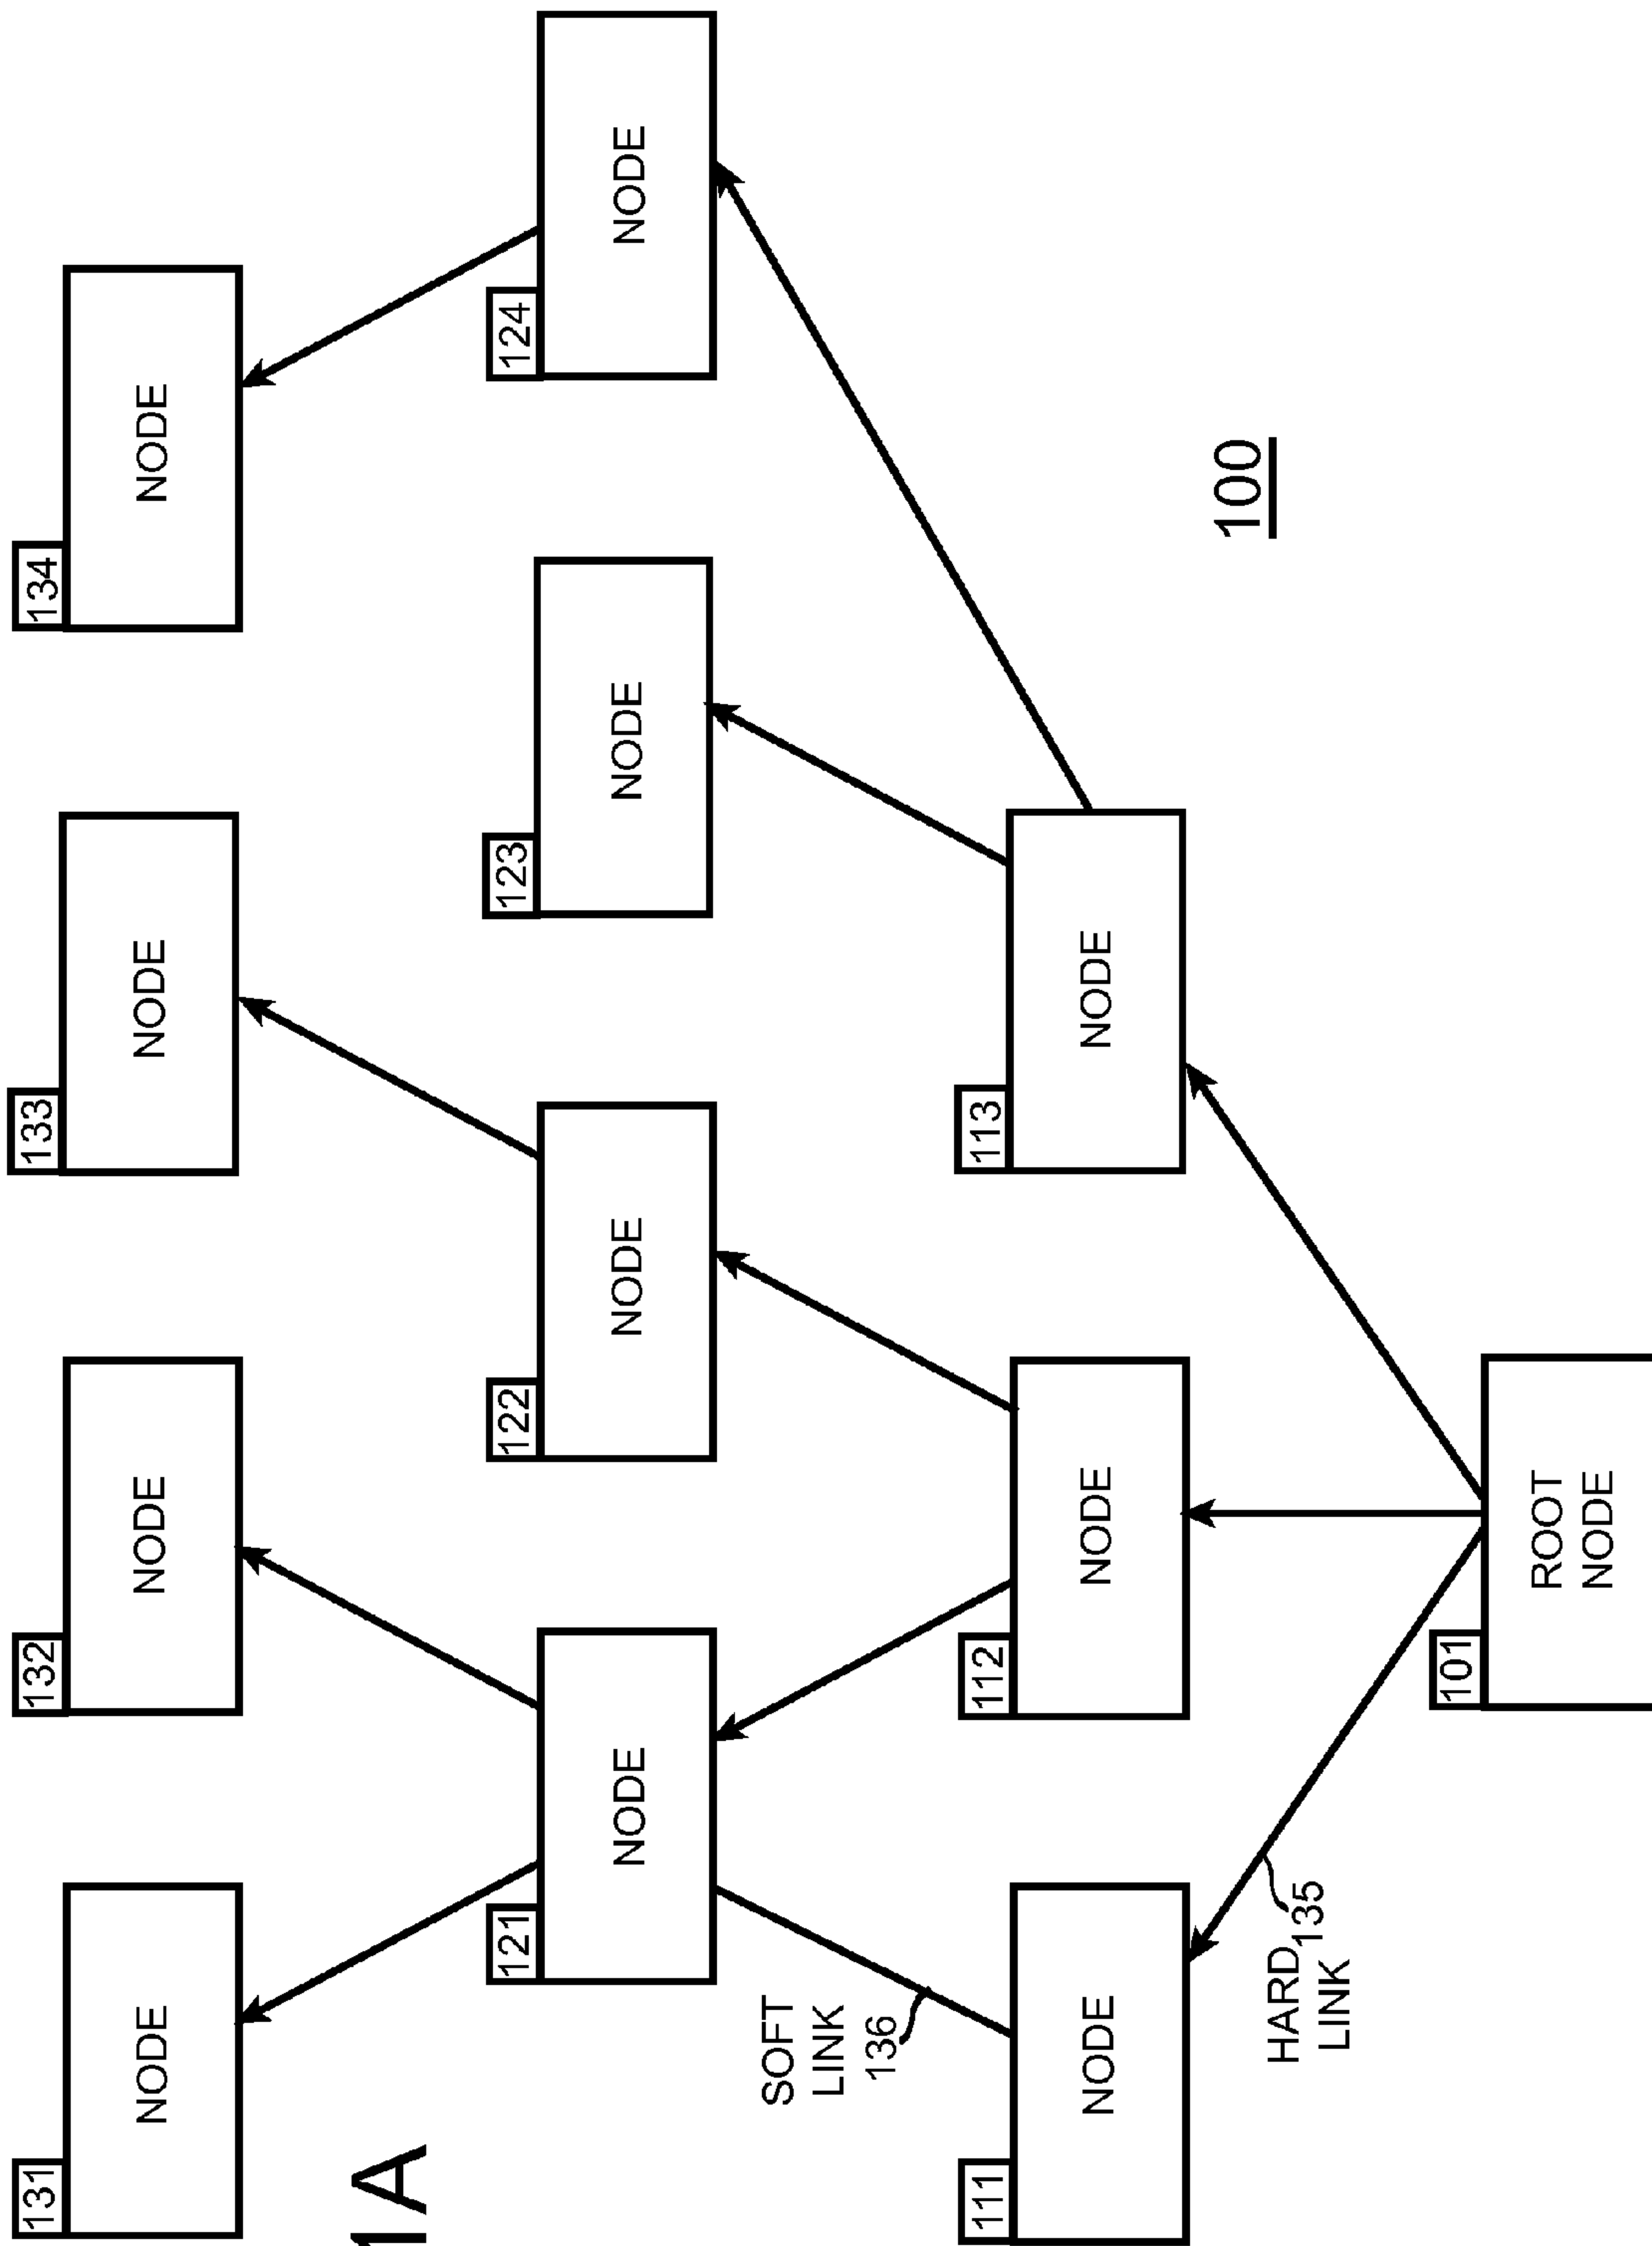 131
NODE
132
NODE
133
NODE
134
NODE
1A
121
NODE
122
NODE
123
NODE
124
NODE
SOFT
LINK
136
111
NODE
112
NODE
113
NODE
HARD
LINK
135
100
101
ROOT
NODE